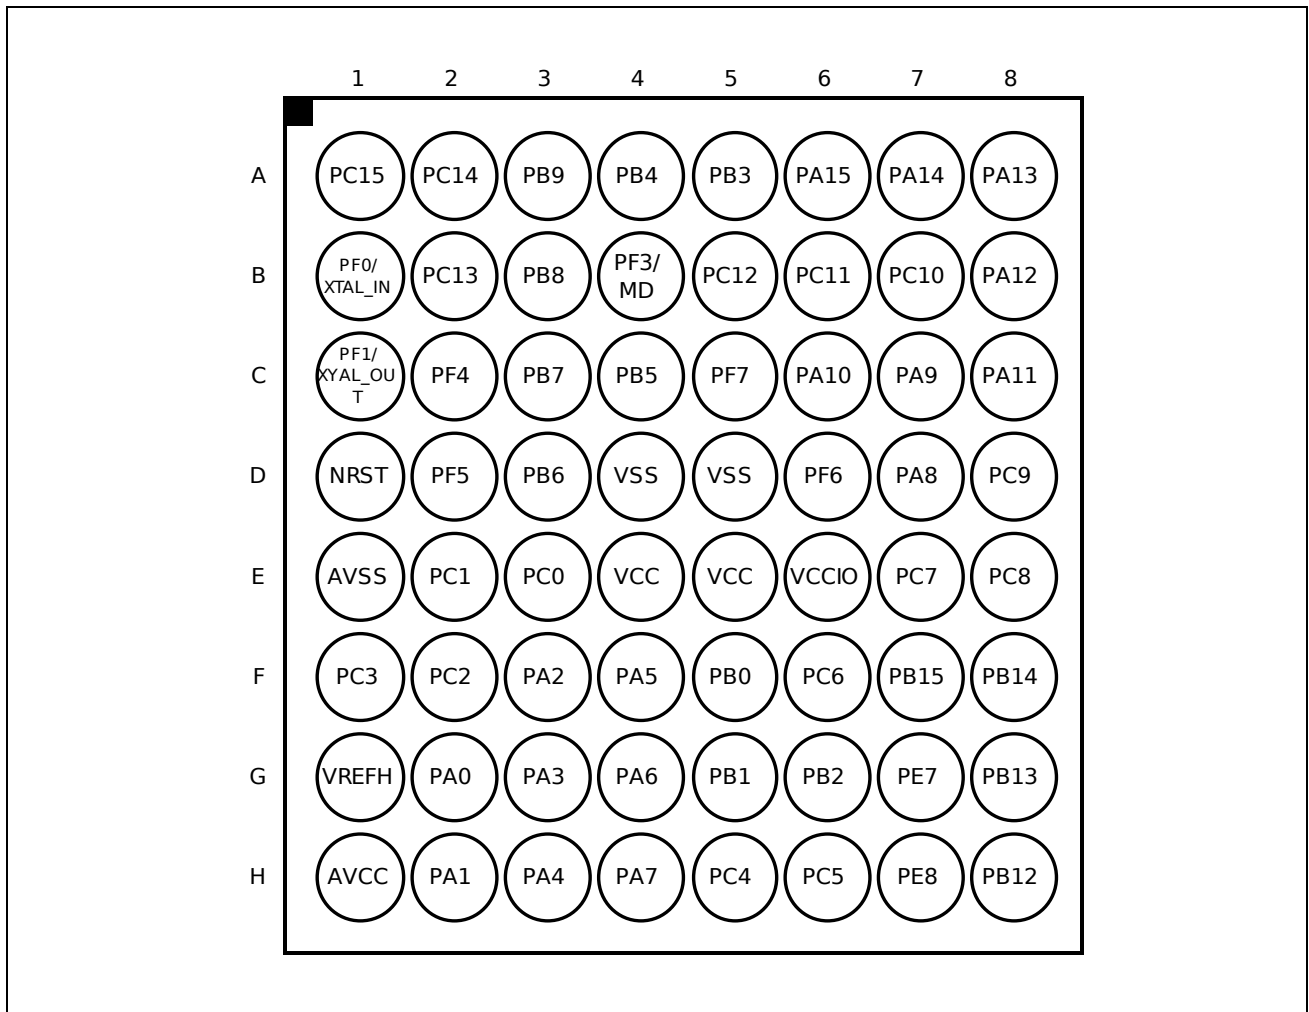 1 2 3 4 5 6 7 8
A PC15 PC14 PB9 PB4 PB3 PA15 PA14 PA13
B PF0/
XTAL_IN PC13 PB8 PF3/
MD PC12 PC11 PC10 PA12
C PF1/
XYAL_OU
T PF4 PB7 PB5 PF7 PA10 PA9 PA11
D NRST PF5 PB6 VSS VSS PF6 PA8 PC9
E AVSS PC1 PC0 VCC VCC VCCIO PC7 PC8
F PC3 PC2 PA2 PA5 PB0 PC6 PB15 PB14
G VREFH PA0 PA3 PA6 PB1 PB2 PE7 PB13
H AVCC PA1 PA4 PA7 PC4 PC5 PE8 PB12